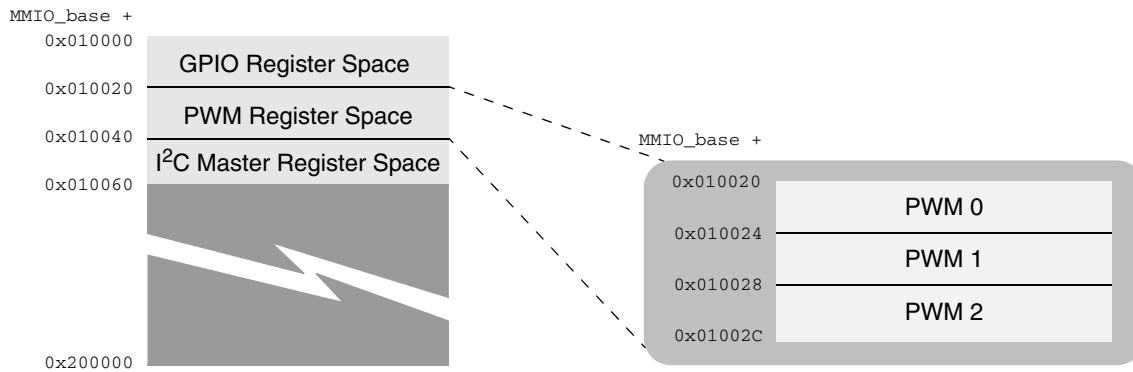 MMIO_base +
0x010000
GPIO Register Space
0x010020
PWM Register Space
0x010040
I2C Master Register Space
0x010060
0x200000
MMIO_base +
0x010020
PWM 0
0x010024
PWM 1
0x010028
PWM 2
0x01002C